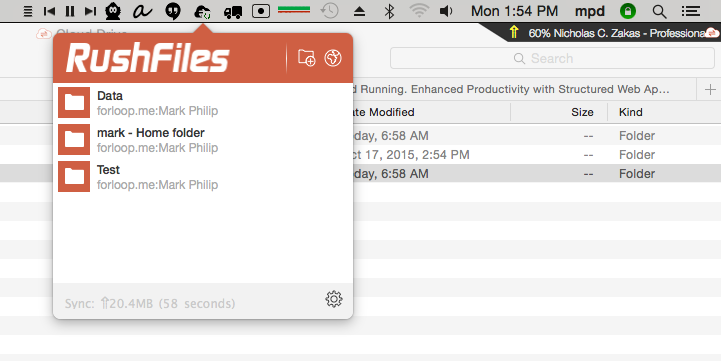 Mon 1:54 PM mpd
Cloud Drive
60% Nicholas C. Zakas - Professiona
RushFiles
Search
d Running. Enhanced Productivity with Structured Web Ap...
ate Modified Size Kind
Data
forloop.me:Mark Philip
day, 6:58 AM -- Folder
mark - Home folder
forloop.me:Mark Philip
ct 17, 2015, 2:54 PM -- Folder
Test
forloop.me:Mark Philip
day, 6:58 AM -- Folder
Sync: ⇧20.4MB (58 seconds)